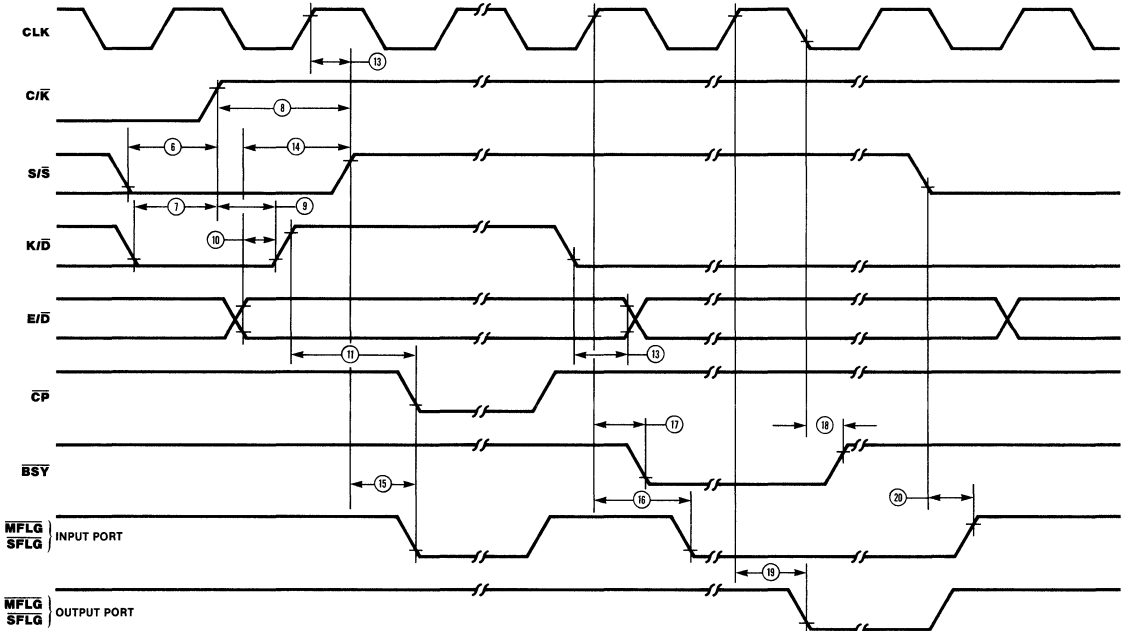 CLK
13
C/K̅
8
6
14
S/S̅
7
9
K/D̅
10
E/D̅
11
13
C̅P̅
17
18
B̅S̅Y̅
15
16
20
M̅F̅L̅G̅
S̅F̅L̅G̅
INPUT PORT
19
M̅F̅L̅G̅
S̅F̅L̅G̅
OUTPUT PORT